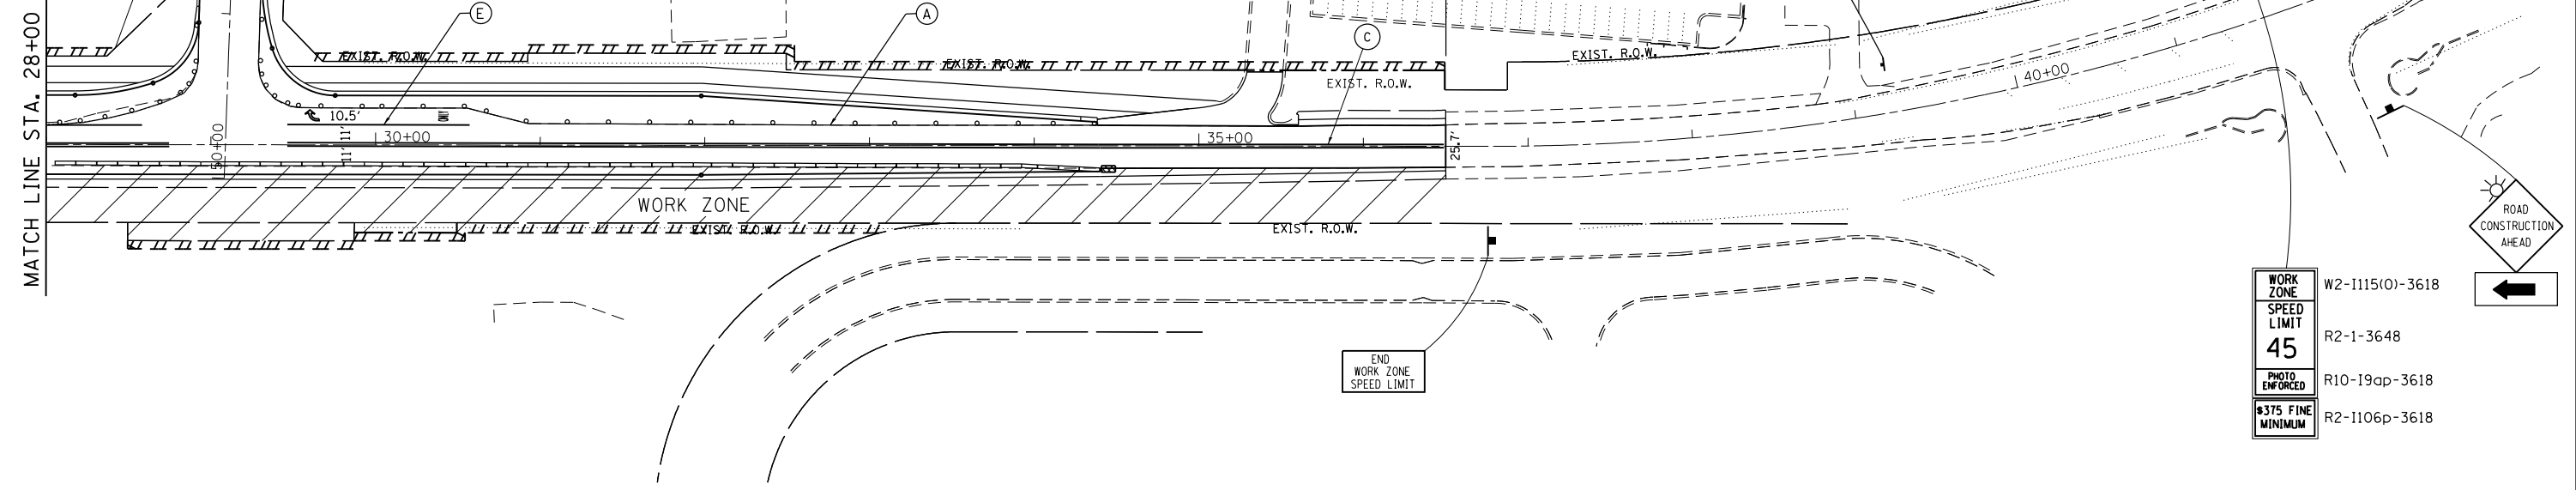 MATCH LINE STA. 28+00
E
A
C
EXIST. R.O.W.
EXIST. R.O.W.
EXIST. R.O.W.
EXIST. R.O.W.
40+00
10.5'
11'
11'
50+00
30+00
35+00
25.7'
WORK ZONE
EXIST. R.O.W.
EXIST. R.O.W.
END
WORK ZONE
SPEED LIMIT
ROAD
CONSTRUCTION
AHEAD
WORK
ZONE
W2-I115(O)-3618
SPEED
LIMIT
45
R2-1-3648
PHOTO
ENFORCED
R10-I9ap-3618
$375 FINE
MINIMUM
R2-I106p-3618